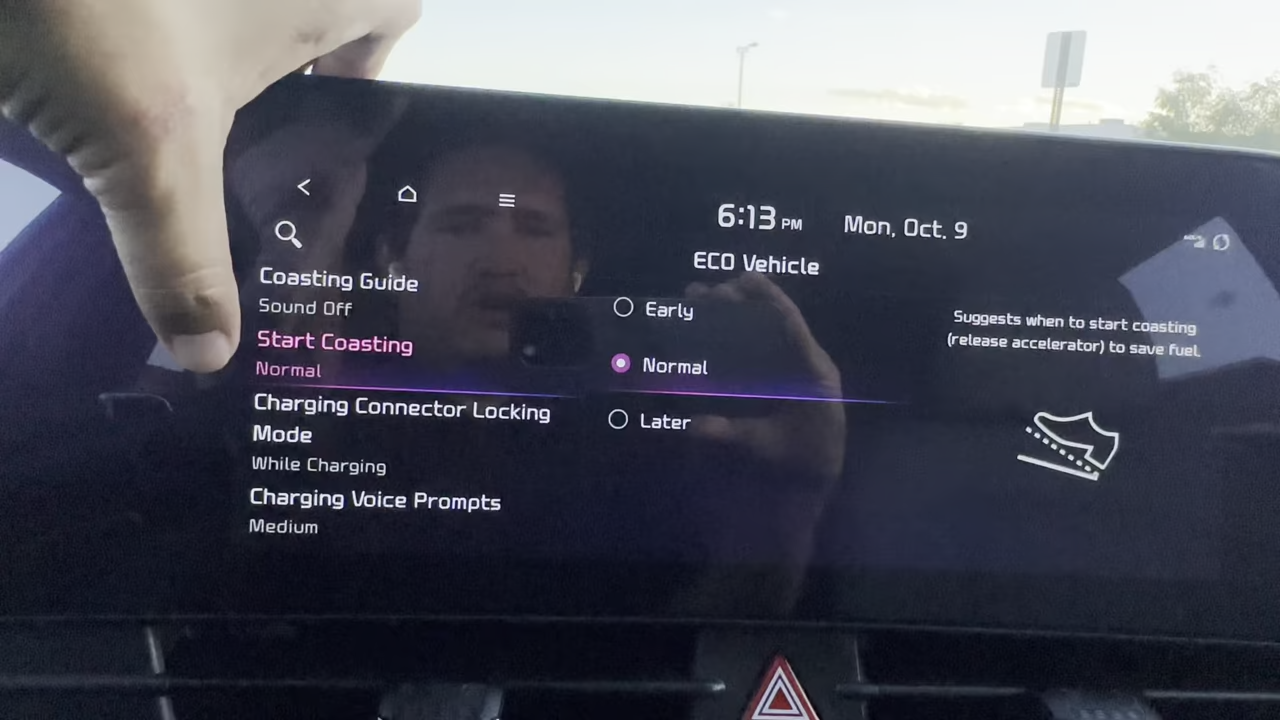 6:13 PM Mon, Oct. 9
ECO Vehicle
Coasting Guide
Sound Off
Start Coasting
Normal
Charging Connector Locking
Mode
While Charging
Charging Voice Prompts
Medium
Early
Normal
Later
Suggests when to start coasting
(release accelerator) to save fuel.